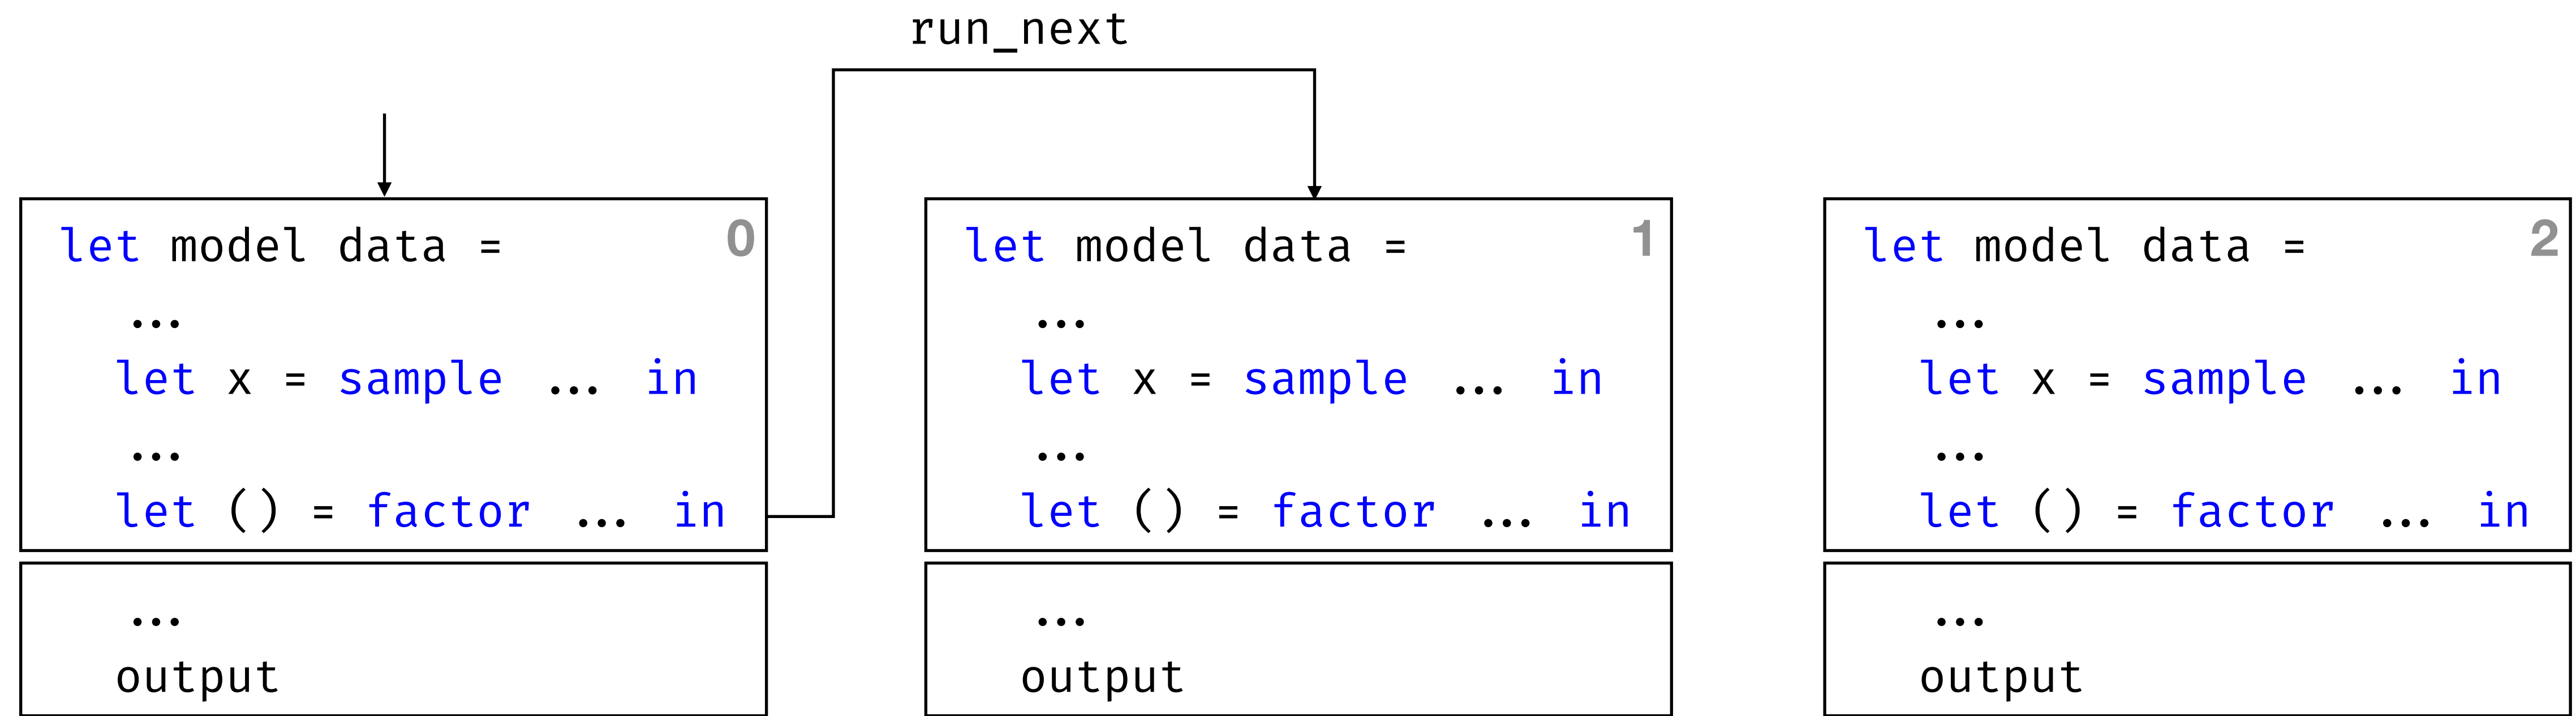 run_next
let model data = 0
...
let x = sample ... in
...
let () = factor ... in
...
output
let model data = 1
...
let x = sample ... in
...
let () = factor ... in
...
output
let model data = 2
...
let x = sample ... in
...
let () = factor ... in
...
output